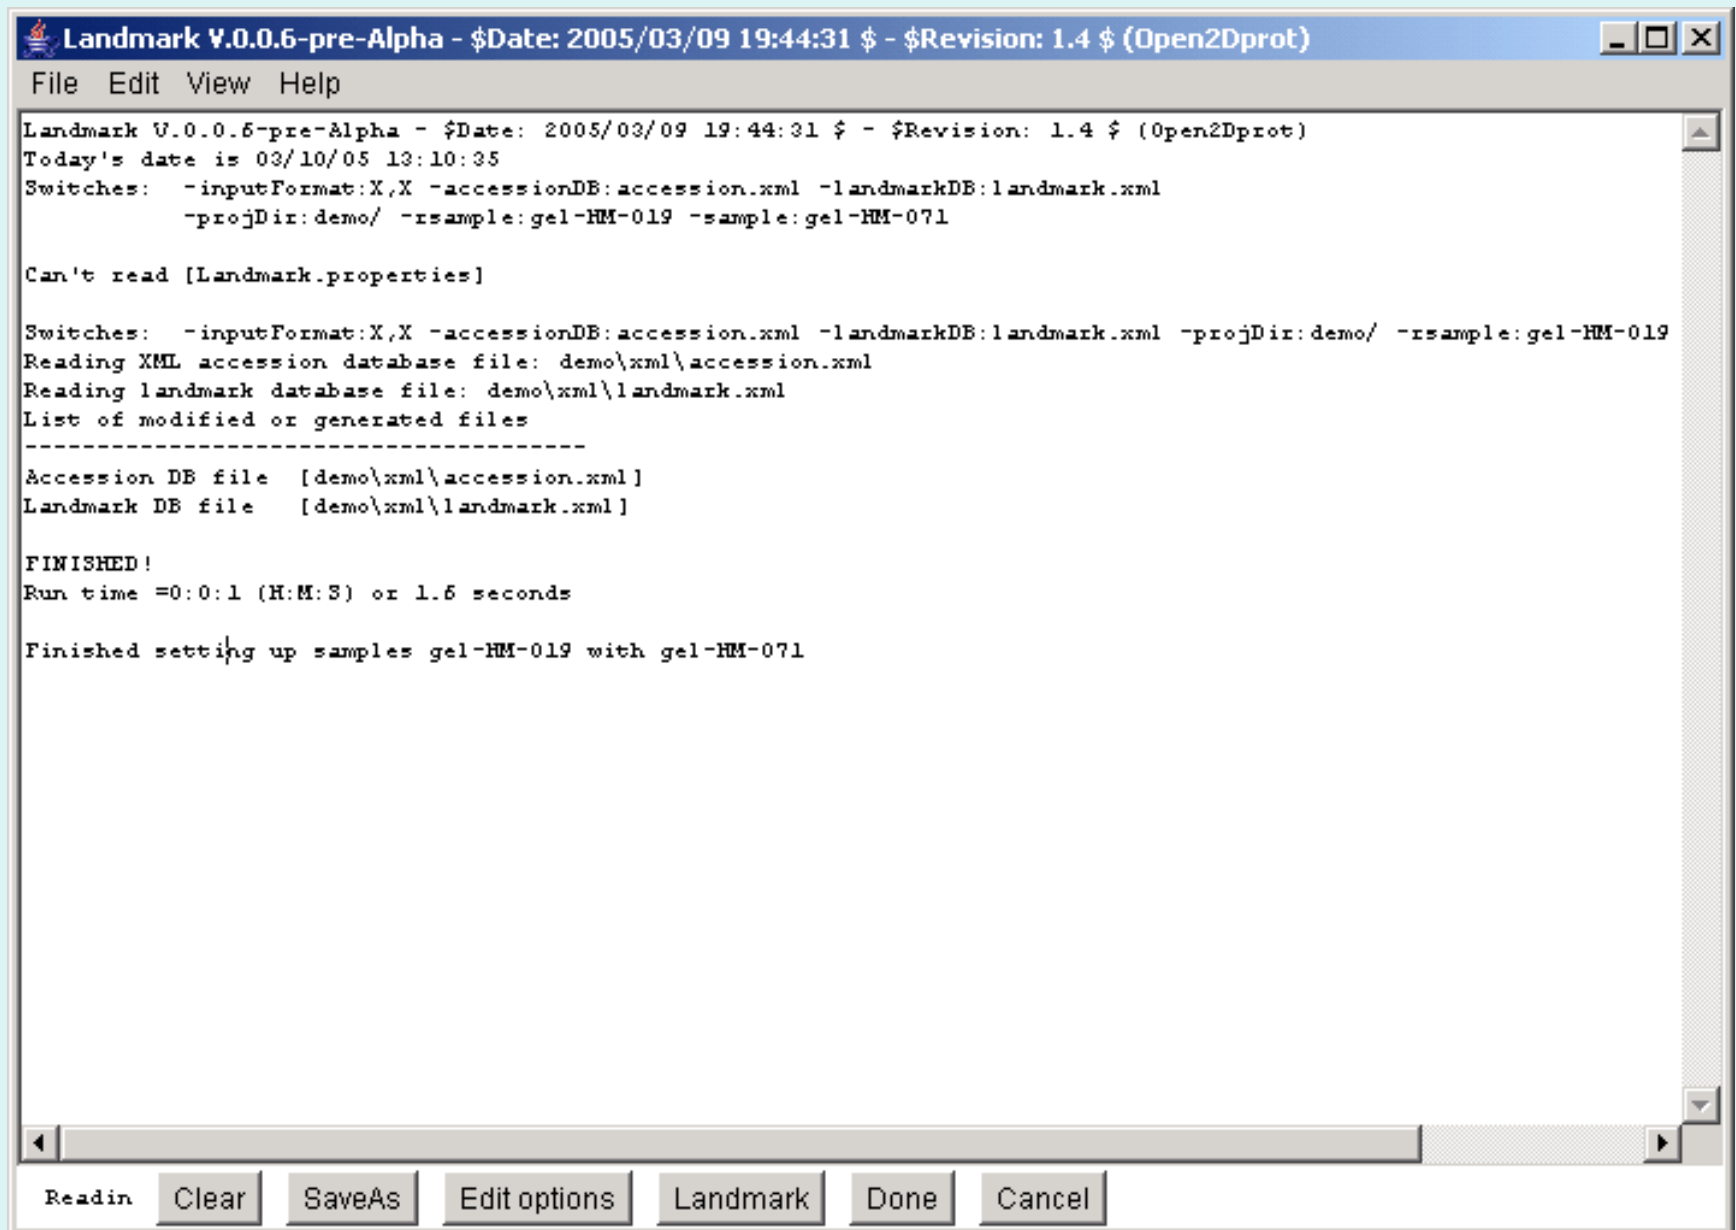 Landmark V.0.0.6-pre-Alpha - $Date: 2005/03/09 19:44:31 $ - $Revision: 1.4 $ (Open2Dprot)
File Edit View Help
Landmark V.0.0.6-pre-Alpha - $Date: 2005/03/09 19:44:31 $ - $Revision: 1.4 $ (Open2Dprot)
Today's date is 03/10/05 13:10:35
Switches: -inputFormat:X,X -accessionDB:accession.xml -landmarkDB:landmark.xml
-projDir:demo/ -rsample:gel-HM-019 -sample:gel-HM-071
Can't read [Landmark.properties]
Switches: -inputFormat:X,X -accessionDB:accession.xml -landmarkDB:landmark.xml -projDir:demo/ -rsample:gel-HM-019
Reading XML accession database file: demo\xml\accession.xml
Reading landmark database file: demo\xml\landmark.xml
List of modified or generated files
---------------------------------------
Accession DB file [demo\xml\accession.xml]
Landmark DB file [demo\xml\landmark.xml]
FINISHED!
Run time =0:0:1 (H:M:S) or 1.6 seconds
Finished setting up samples gel-HM-019 with gel-HM-071
Readin Clear SaveAs Edit options Landmark Done Cancel